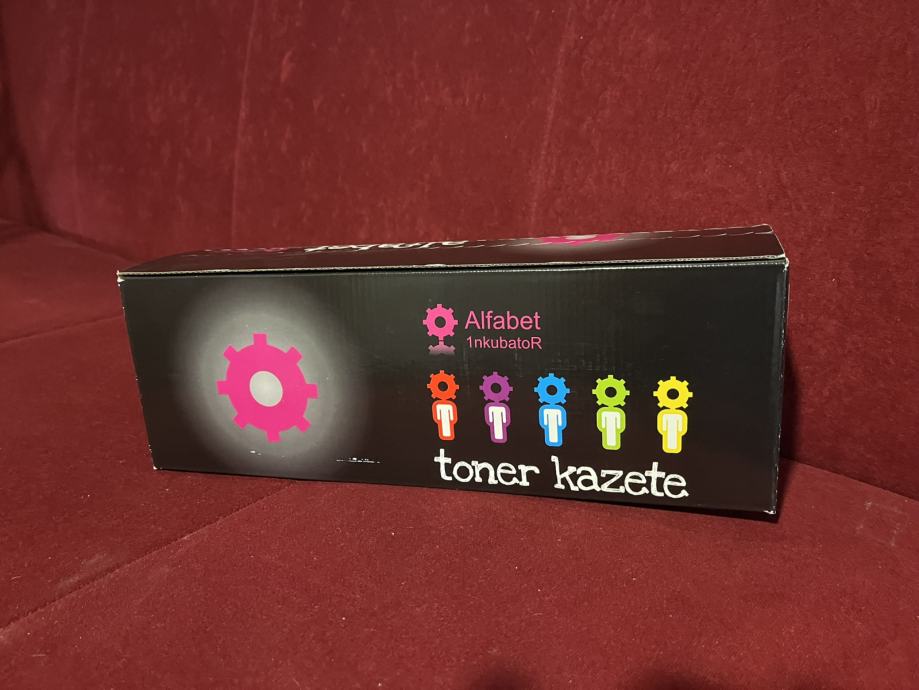 Alfabet
1nkubatoR
toner kazete